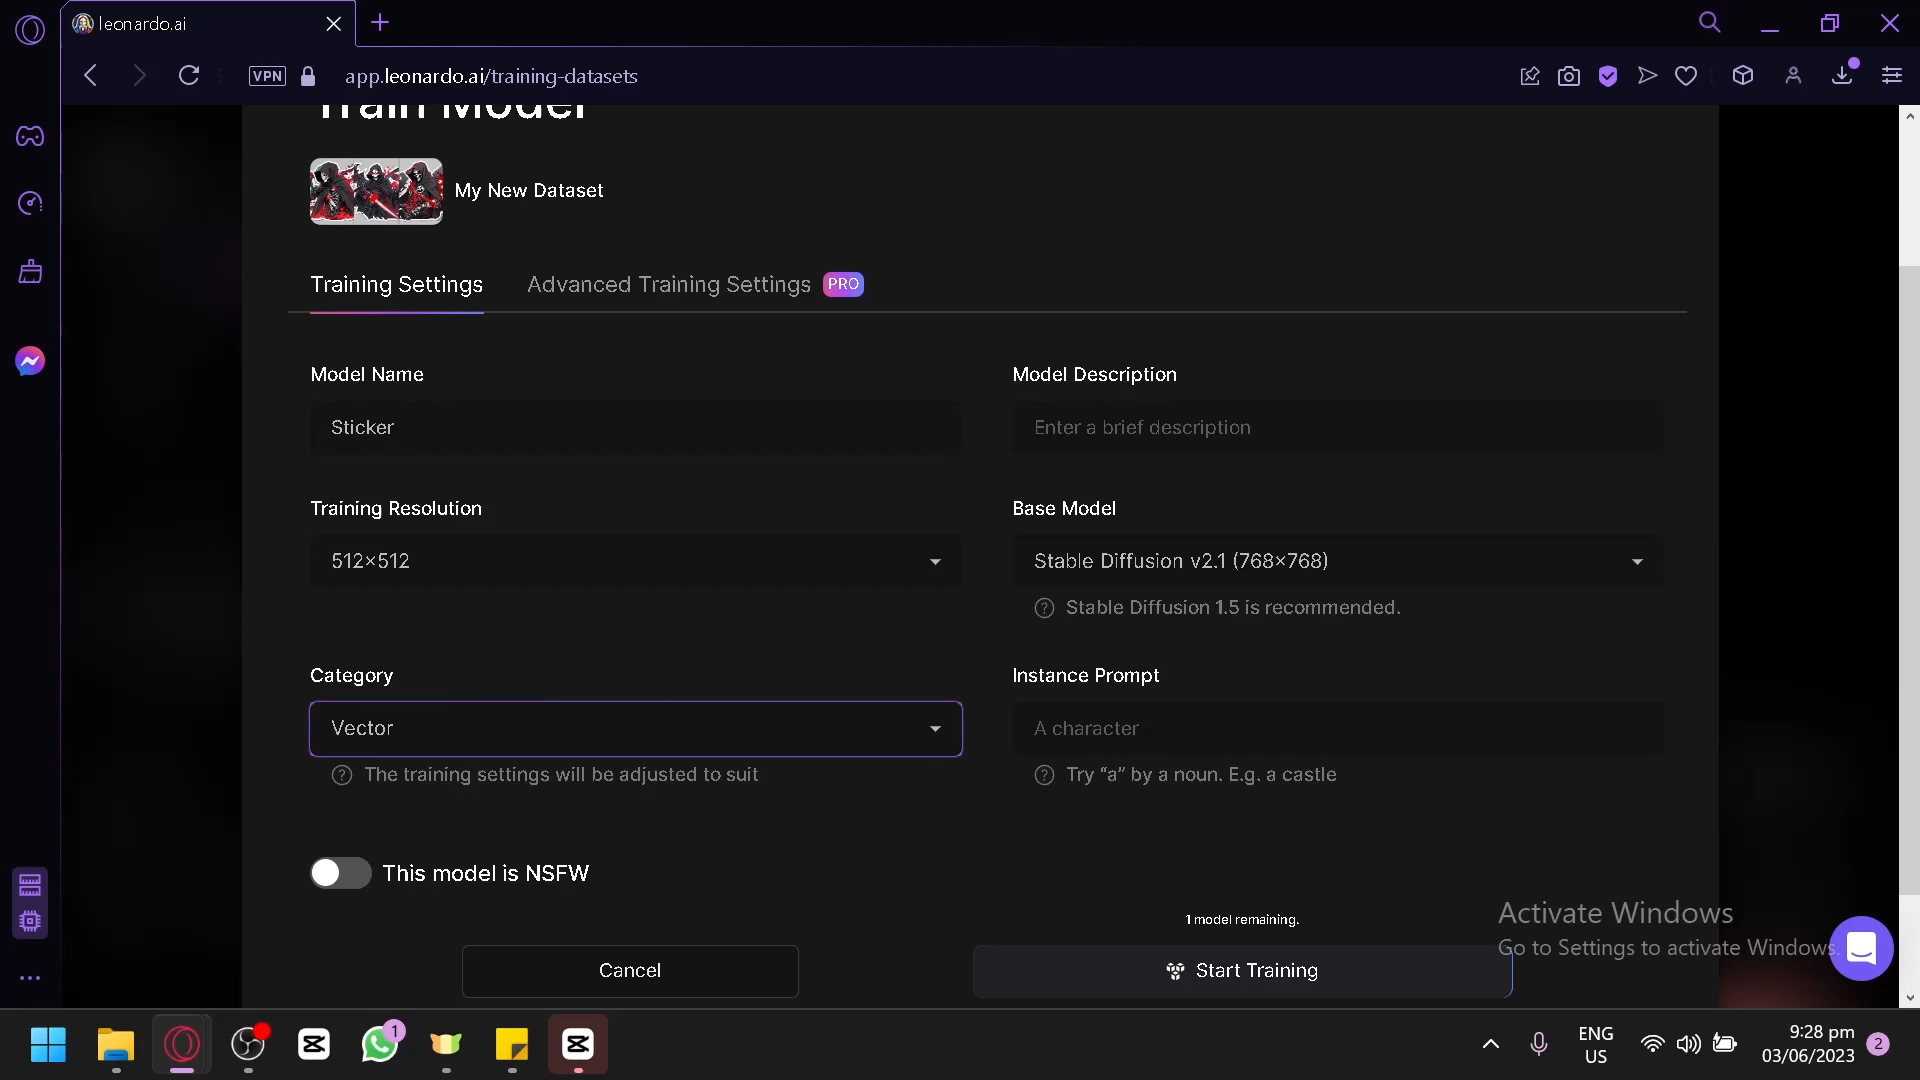 leonardo.ai
VPN
app.leonardo.ai/training-datasets
Train Model
My New Dataset
Training Settings
Advanced Training Settings PRO
Model Name
Model Description
Sticker
Enter a brief description
Training Resolution
Base Model
512×512
Stable Diffusion v2.1 (768×768)
Stable Diffusion 1.5 is recommended.
Category
Instance Prompt
Vector
A character
The training settings will be adjusted to suit
Try “a” by a noun. E.g. a castle
This model is NSFW
1 model remaining.
Activate Windows
Go to Settings to activate Windows.
Cancel
Start Training
1
ENG
US
9:28 pm
03/06/2023
2